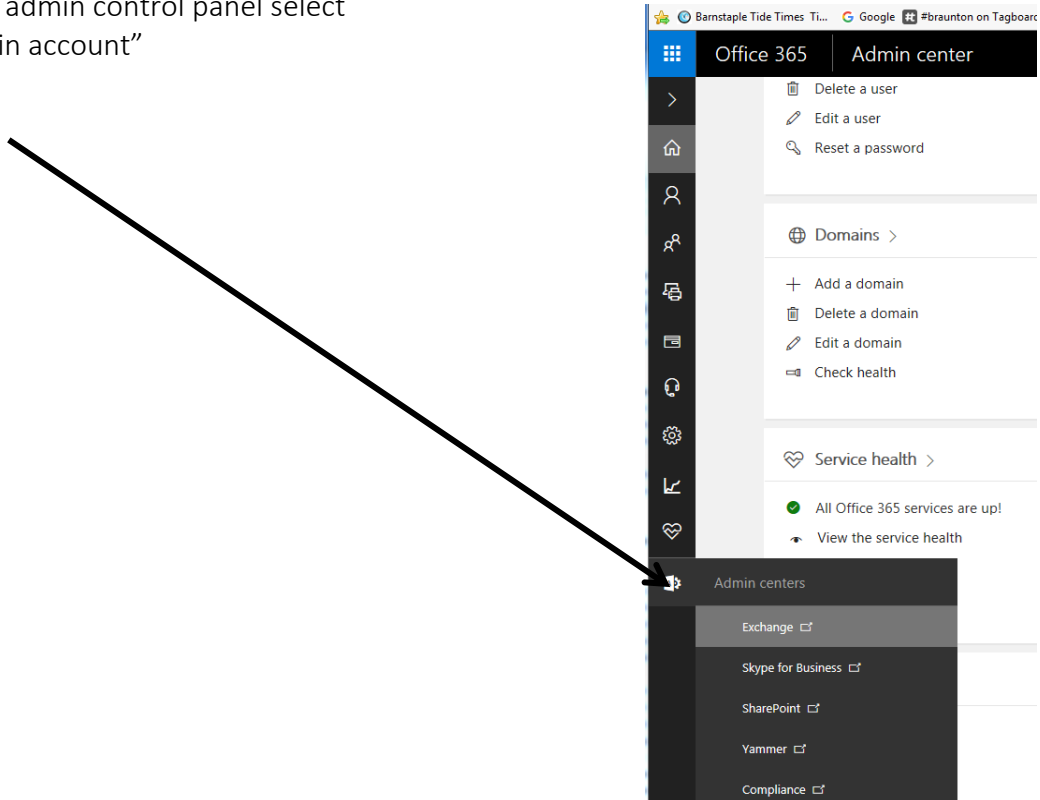 admin control panel select
in account”
Barnstaple Tide Times Ti... Google #braunton on Tagboard
Office 365 Admin center
Delete a user
Edit a user
Reset a password
Domains
Add a domain
Delete a domain
Edit a domain
Check health
Service health
All Office 365 services are up!
View the service health
Admin centers
Exchange
Skype for Business
SharePoint
Yammer
Compliance